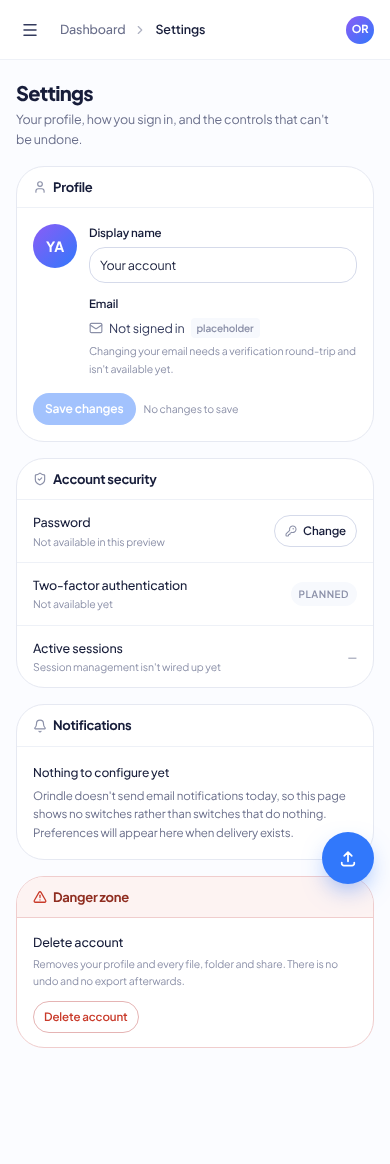 Dashboard > Settings
OR
Settings
Your profile, how you sign in, and the controls that can't
be undone.
Profile
YA
Display name
Your account
Email
Not signed in placeholder
Changing your email needs a verification round-trip and
isn't available yet.
Save changes No changes to save
Account security
Password
Not available in this preview
Change
Two-factor authentication
Not available yet
PLANNED
Active sessions
Session management isn't wired up yet
—
Notifications
Nothing to configure yet
Orindle doesn't send email notifications today, so this page
shows no switches rather than switches that do nothing.
Preferences will appear here when delivery exists.
Danger zone
Delete account
Removes your profile and every file, folder and share. There is no
undo and no export afterwards.
Delete account